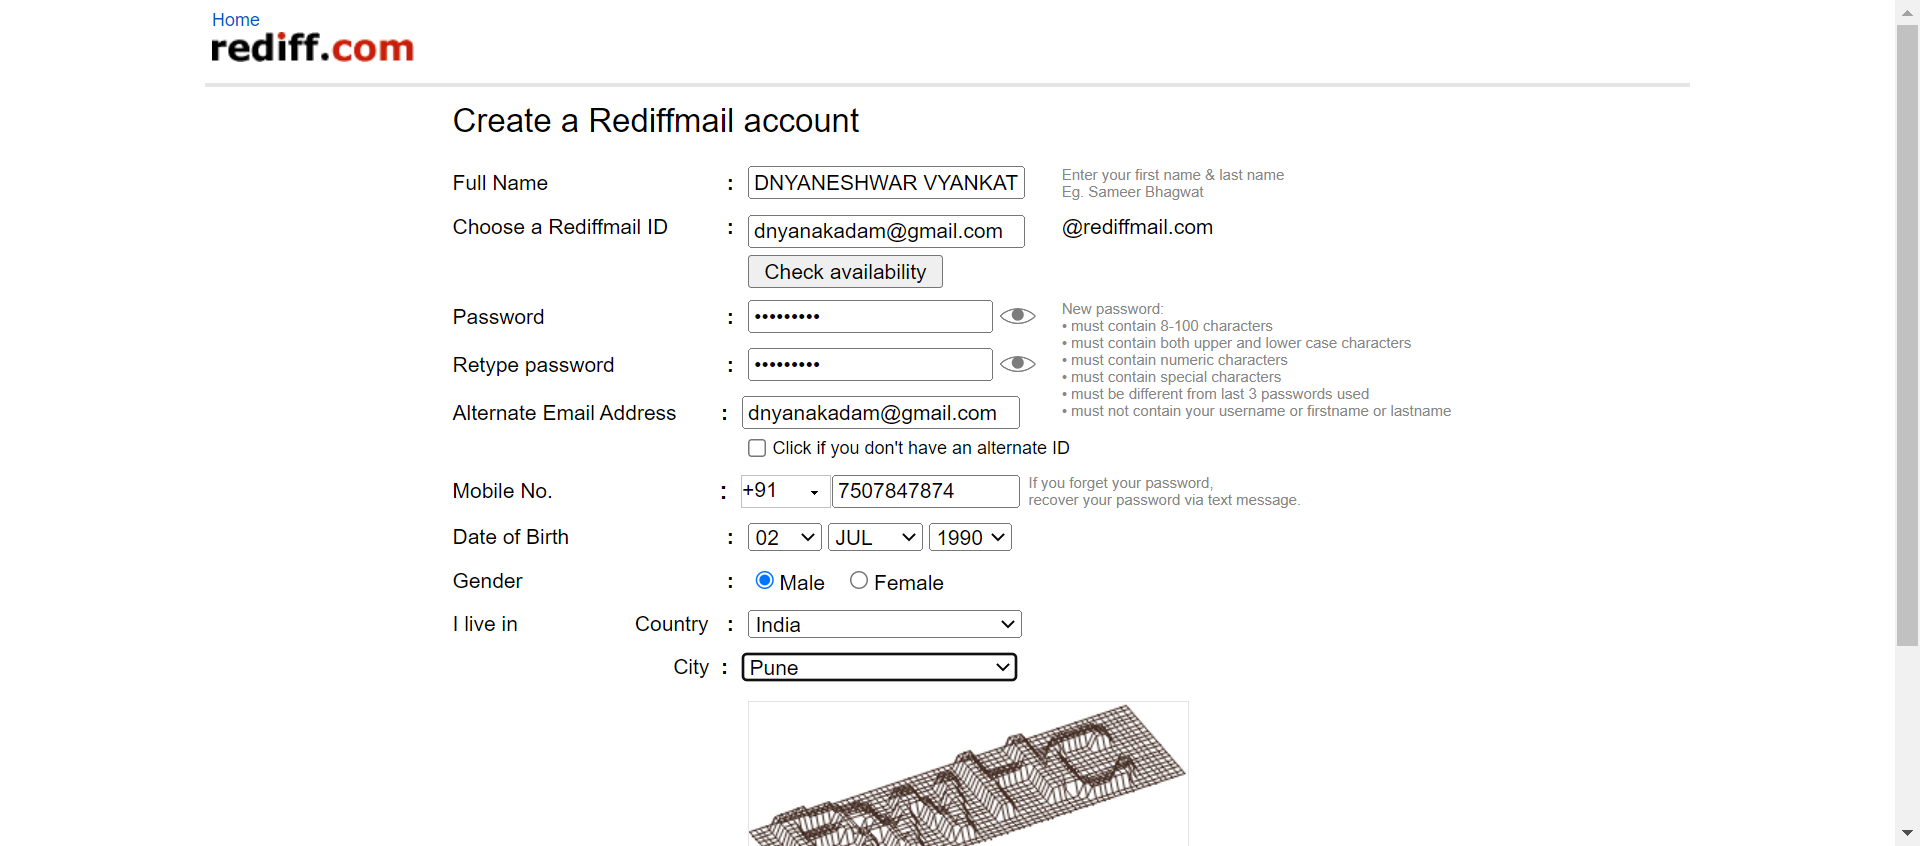 Home
rediff.com
Create a Rediffmail account
Full Name : DNYANESHWAR VYANKAT
Enter your first name & last name
Eg. Sameer Bhagwat
Choose a Rediffmail ID : dnyanakadam@gmail.com @rediffmail.com
Check availability
Password : •••••••••
Retype password : •••••••••
New password:
• must contain 8-100 characters
• must contain both upper and lower case characters
• must contain numeric characters
• must contain special characters
• must be different from last 3 passwords used
• must not contain your username or firstname or lastname
Alternate Email Address : dnyanakadam@gmail.com
Click if you don't have an alternate ID
Mobile No. : +91 7507847874
If you forget your password,
recover your password via text message.
Date of Birth : 02 JUL 1990
Gender : Male Female
I live in Country : India
City : Pune